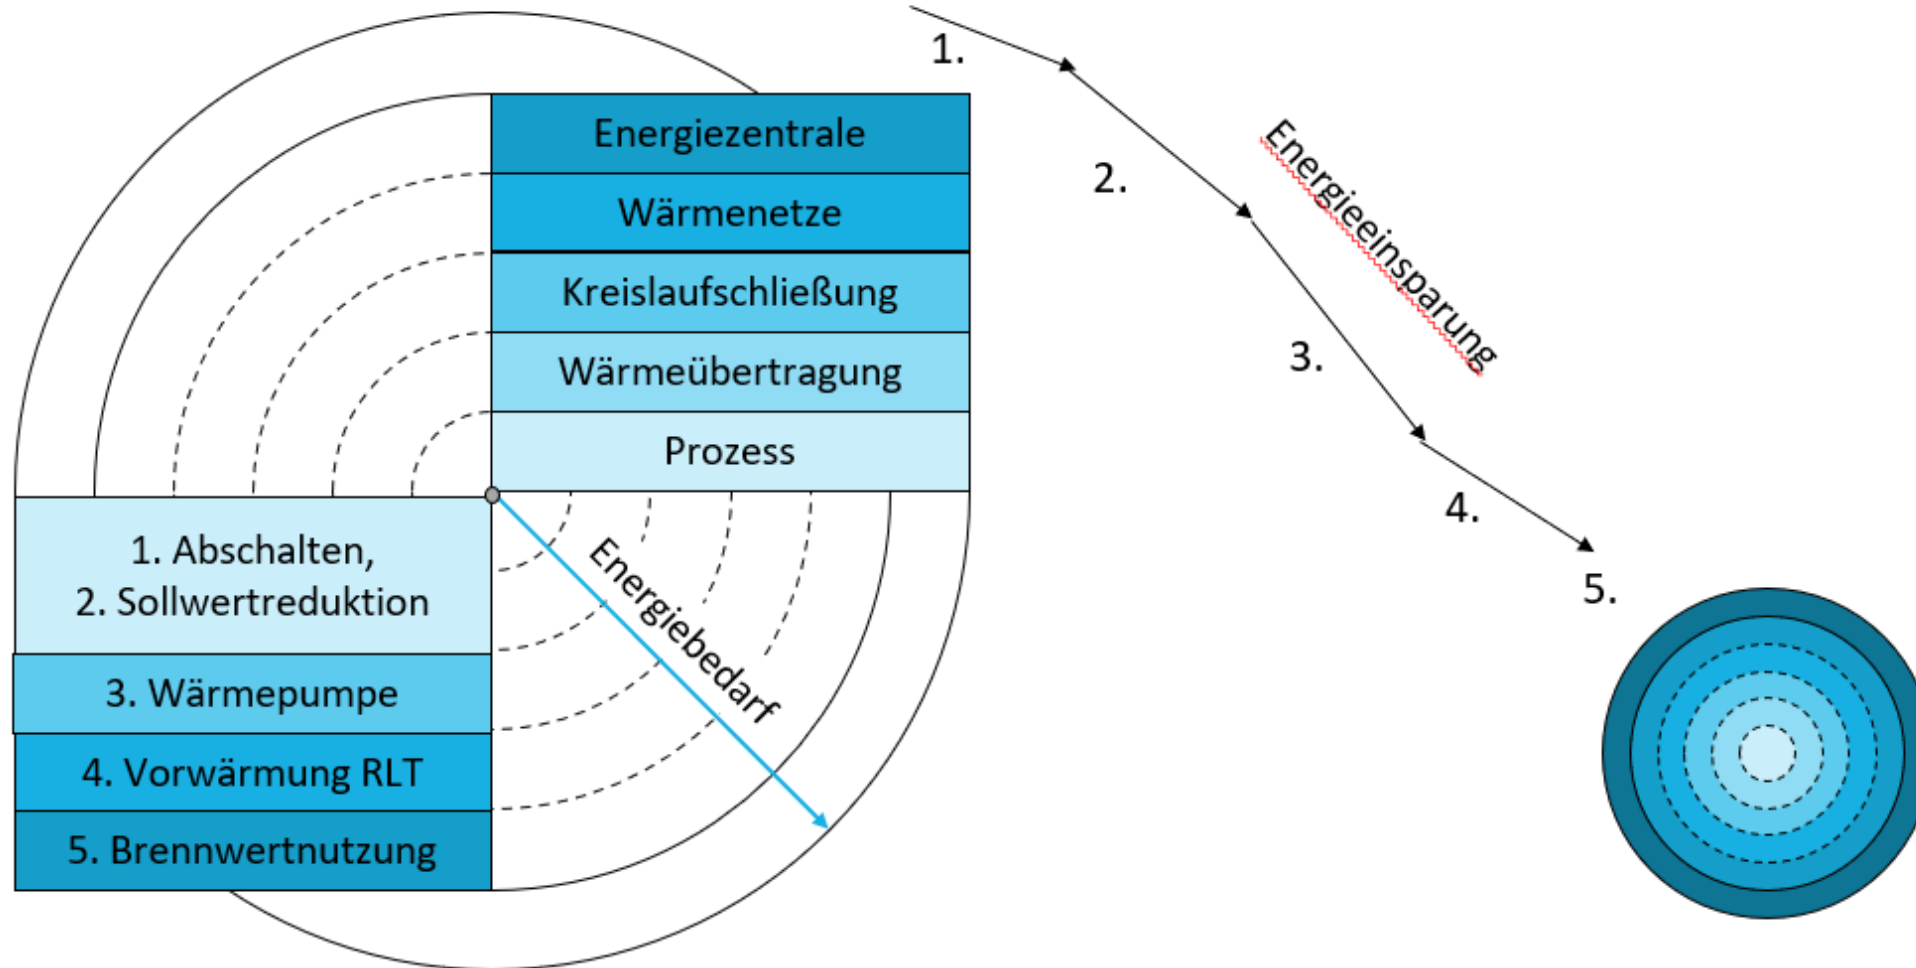 1.
Energiezentrale
Wärmenetze
Kreislaufschließung
Wärmeübertragung
Prozess
1. Abschalten,
2. Sollwertreduktion
3. Wärmepumpe
4. Vorwärmung RLT
5. Brennwertnutzung
Energiebedarf
2.
Energieeinsparung
3.
4.
5.